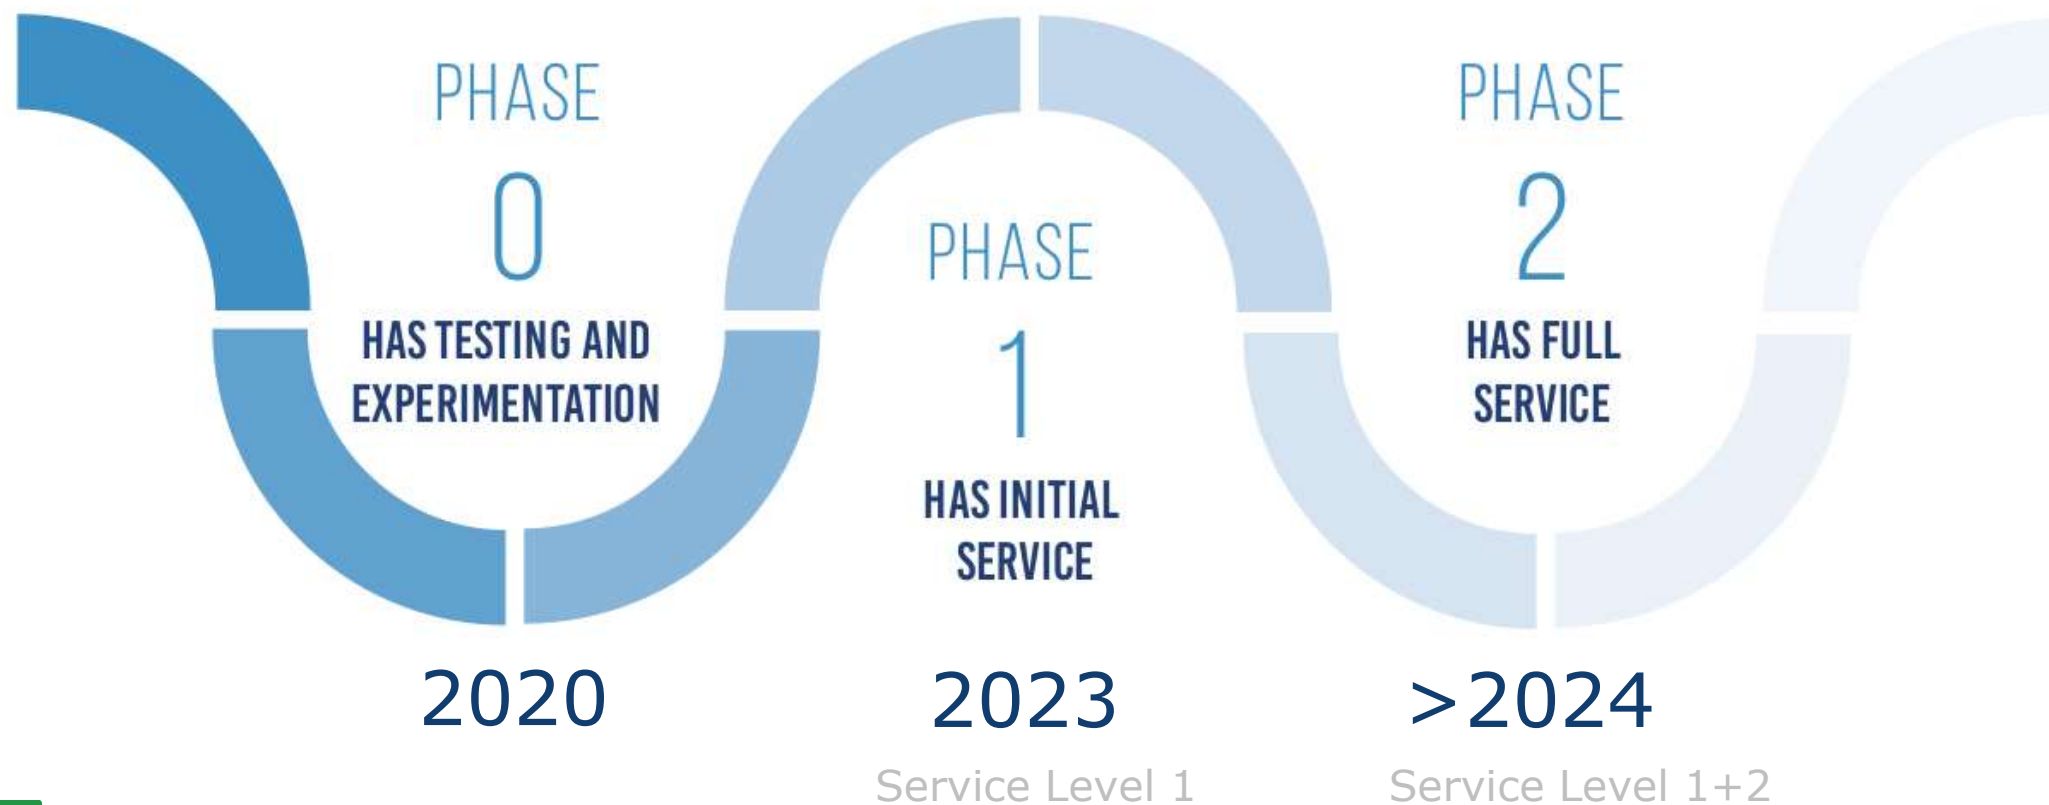 PHASE
0
HAS TESTING AND
EXPERIMENTATION
2020
PHASE
1
HAS INITIAL
SERVICE
2023
Service Level 1
PHASE
2
HAS FULL
SERVICE
>2024
Service Level 1+2